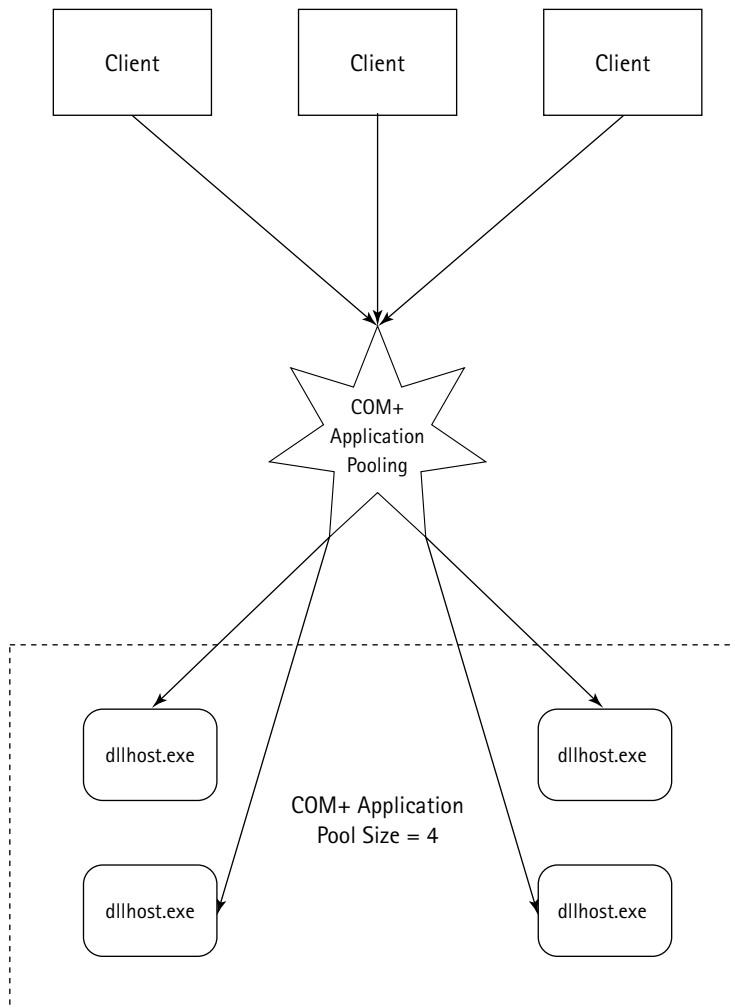 Client
Client
Client
COM+
Application
Pooling
dllhost.exe
dllhost.exe
COM+ Application
Pool Size = 4
dllhost.exe
dllhost.exe